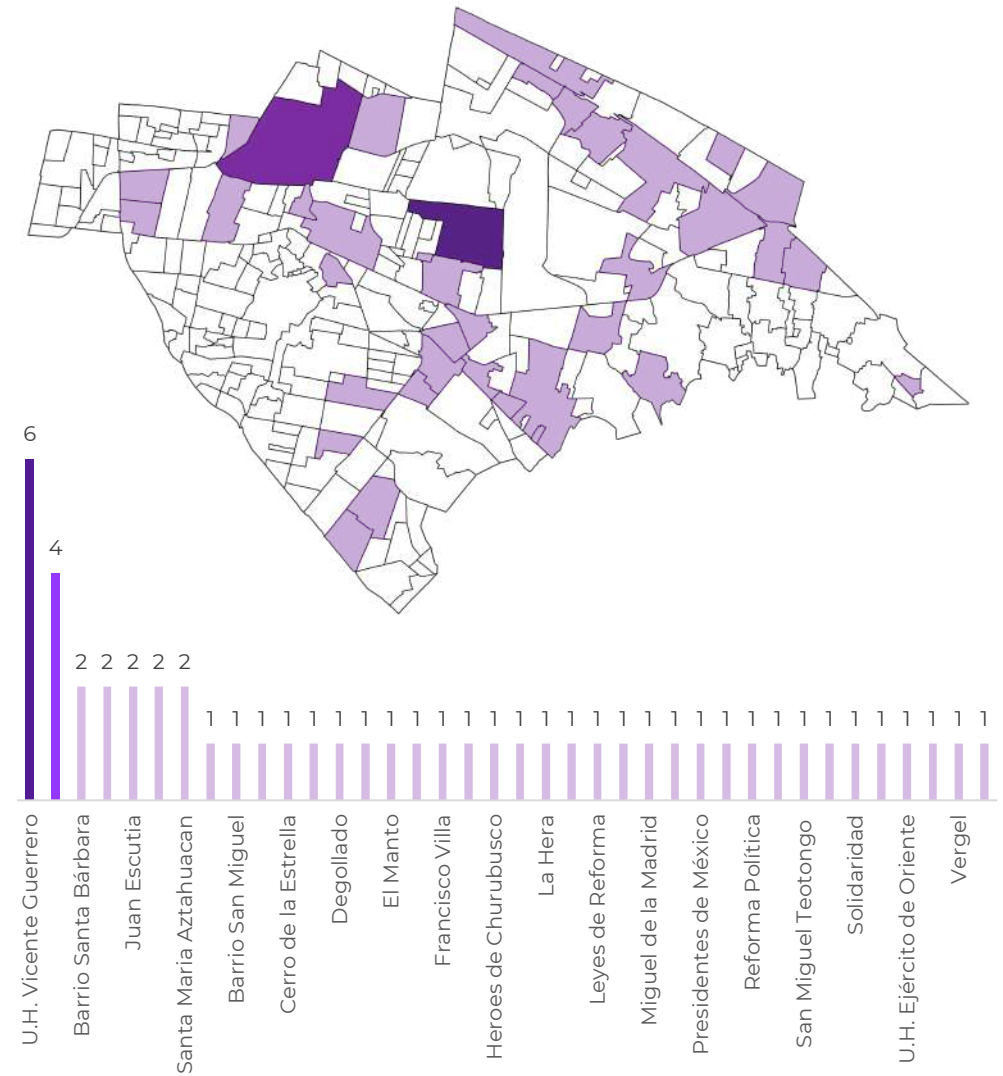 6
4
2 2 2 2 2
1 1 1 1 1 1 1 1 1 1 1 1 1 1 1 1 1 1 1 1 1 1 1 1 1 1 1 1 1 1 1
U.H. Vicente Guerrero
Barrio Santa Bárbara
Juan Escutia
Santa Maria Aztahuacan
Barrio San Miguel
Cerro de la Estrella
Degollado
El Manto
Francisco Villa
Heroes de Churubusco
La Hera
Leyes de Reforma
Miguel de la Madrid
Presidentes de México
Reforma Política
San Miguel Teotongo
Solidaridad
U.H. Ejército de Oriente
Vergel